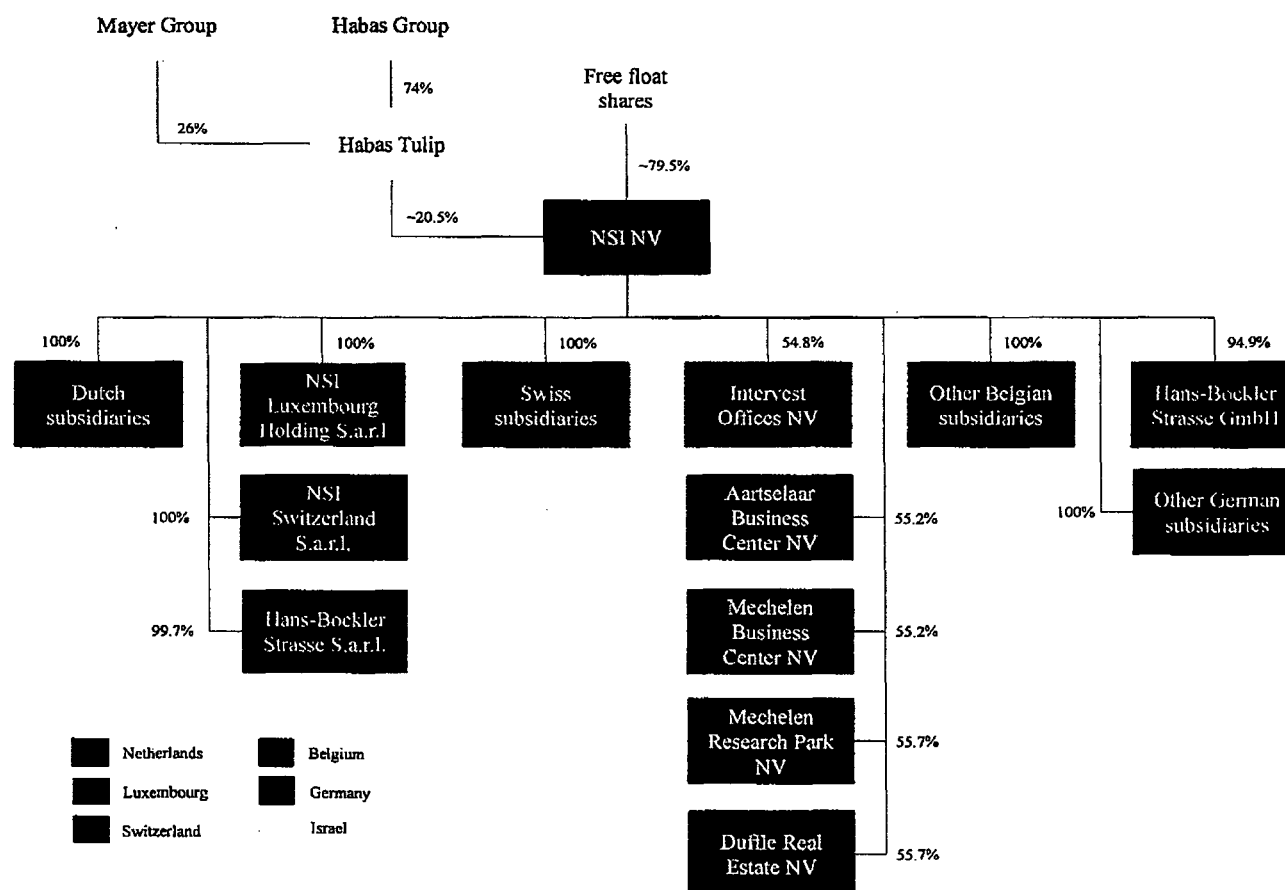 Mayer Group
Habas Group
74%
Free float
shares
26%
Habas Tulip
~79.5%
~20.5%
NSI NV
100%
100%
100%
54.8%
100%
94.9%
Dutch
subsidiaries
NSI
Luxembourg
Holding S.a.r.l
Swiss
subsidiaries
Intervest
Offices NV
Other Belgian
subsidiaries
Hans-Bockler
Strasse GmbH
100%
NSI
Switzerland
S.a.r.l.
Aartselaar
Business
Center NV
55.2%
100%
Other German
subsidiaries
99.7%
Hans-Bockler
Strasse S.a.r.l.
Mechelen
Business
Center NV
55.2%
Mechelen
Research Park
NV
55.7%
Duffle Real
Estate NV
55.7%
Netherlands
Belgium
Luxembourg
Germany
Switzerland
Israel